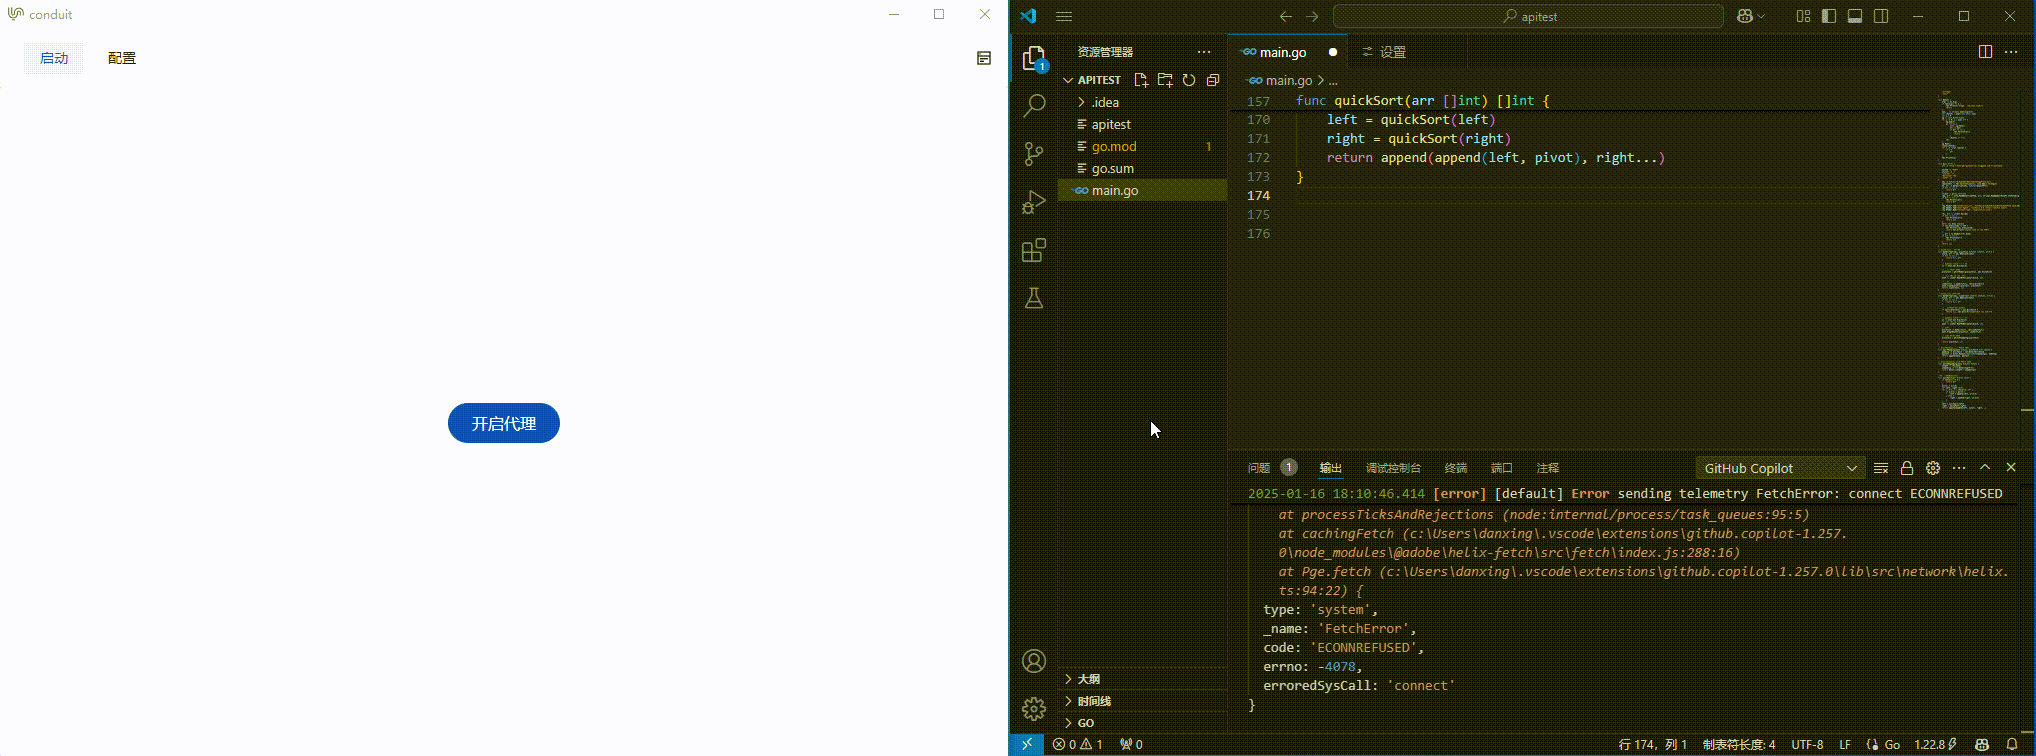 conduit
启动 配置
开启代理
apitest
资源管理器
APITEST
.idea
apitest
go.mod 1
go.sum
main.go
大纲
时间线
GO
1
main.go 设置
main.go > ...
157 func quickSort(arr []int) []int {
170 left = quickSort(left)
171 right = quickSort(right)
172 return append(append(left, pivot), right...)
173 }
174
175
176
问题 1 输出 调试控制台 终端 端口 注释 GitHub Copilot
2025-01-16 18:10:46.414 [error] [default] Error sending telemetry FetchError: connect ECONNREFUSED
at processTicksAndRejections (node:internal/process/task_queues:95:5)
at cachingFetch (c:\Users\danxing\.vscode\extensions\github.copilot-1.257.
0\node_modules\@adobe\helix-fetch\src\fetch\index.js:288:16)
at Pge.fetch (c:\Users\danxing\.vscode\extensions\github.copilot-1.257.0\lib\src\network\helix.
ts:94:22) {
type: 'system',
_name: 'FetchError',
code: 'ECONNREFUSED',
errno: -4078,
erroredSysCall: 'connect'
}
0 1 0 行 174，列 1 制表符长度: 4 UTF-8 LF Go 1.22.8